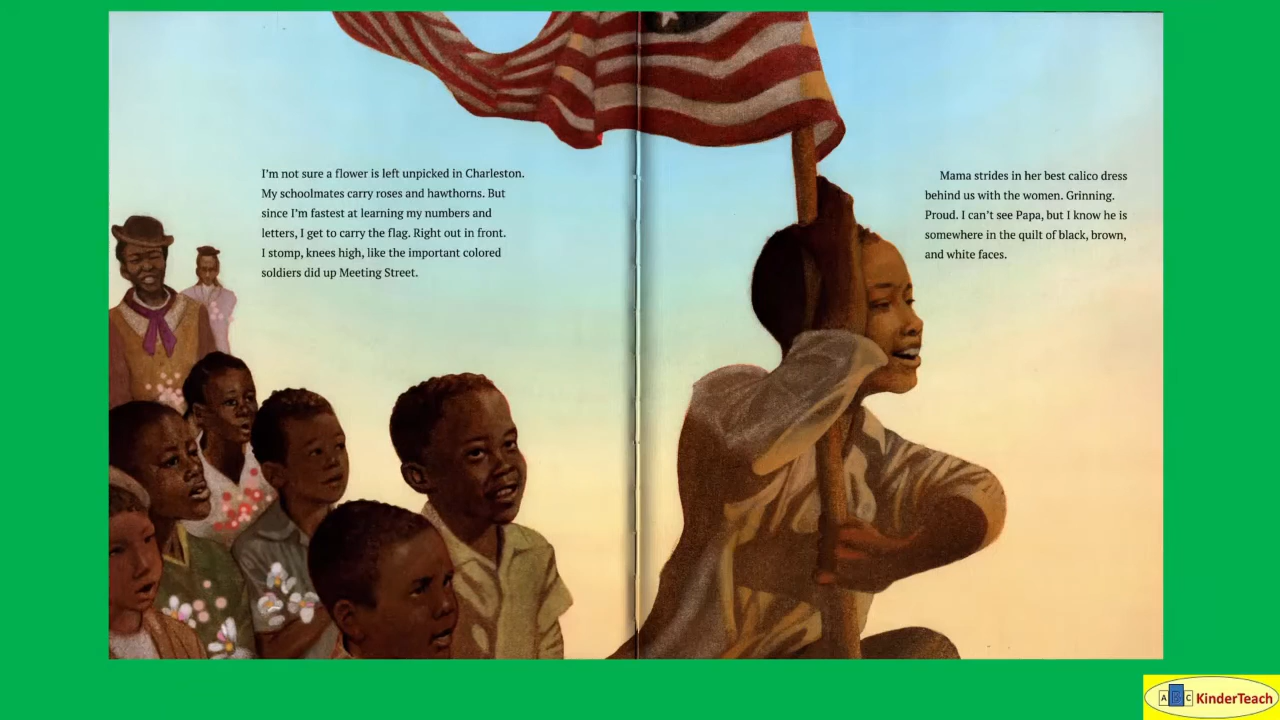 I'm not sure a flower is left unpicked in Charleston.
My schoolmates carry roses and hawthorns. But
since I'm fastest at learning my numbers and
letters, I get to carry the flag. Right out in front.
I stomp, knees high, like the important colored
soldiers did up Meeting Street.
Mama strides in her best calico dress
behind us with the women. Grinning.
Proud. I can't see Papa, but I know he is
somewhere in the quilt of black, brown,
and white faces.
A B C KinderTeach